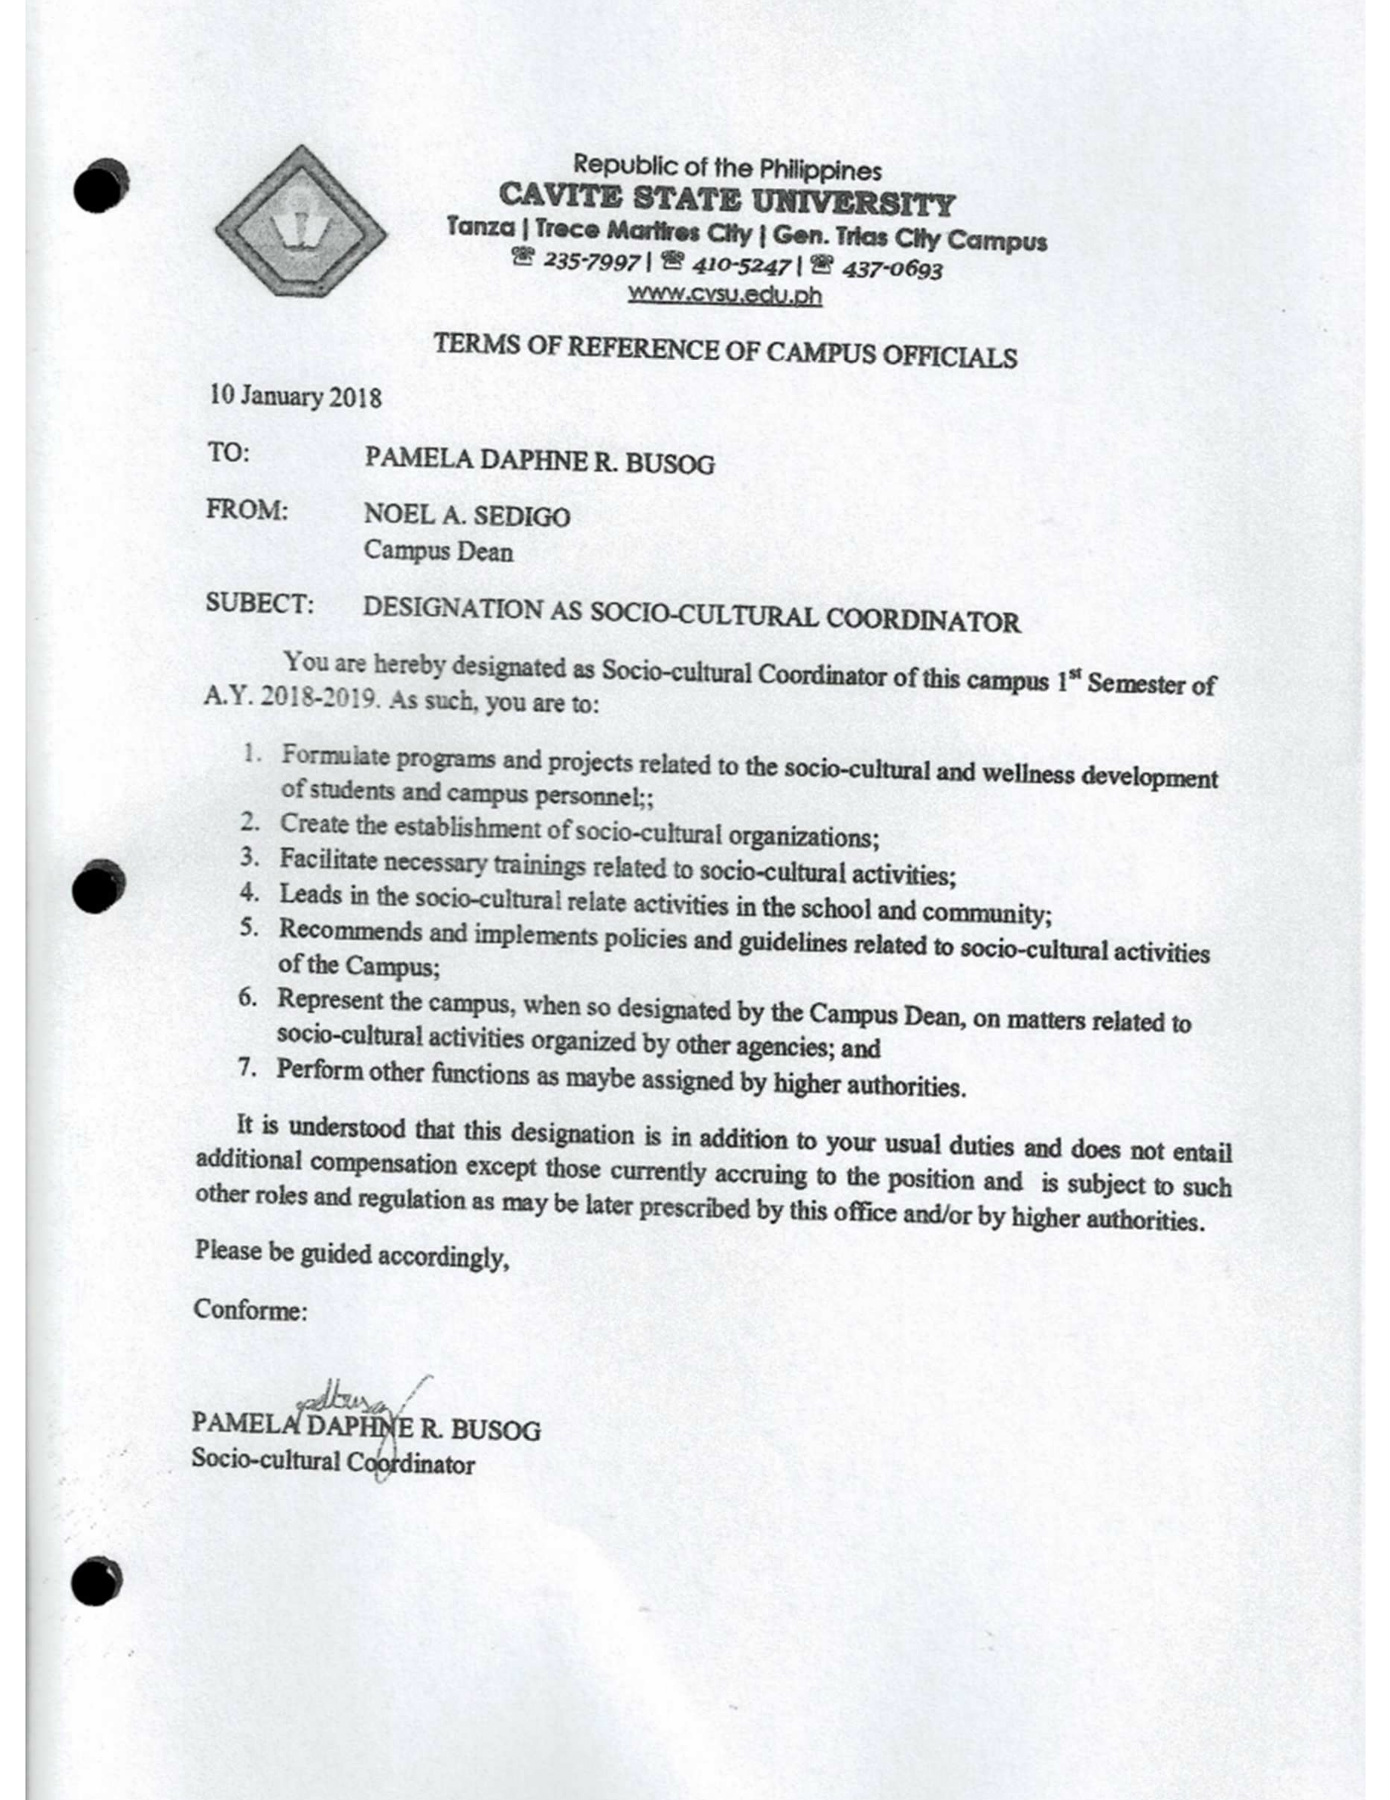 Republic of the Philippines
CAVITE STATE UNIVERSITY
Tanza | Trece Martires City | Gen. Trias City Campus
☏ 235-7997 | ☏ 410-5247 | ☏ 437-0693
www.cvsu.edu.ph
TERMS OF REFERENCE OF CAMPUS OFFICIALS
10 January 2018
TO: PAMELA DAPHNE R. BUSOG
FROM: NOEL A. SEDIGO
Campus Dean
SUBECT: DESIGNATION AS SOCIO-CULTURAL COORDINATOR
You are hereby designated as Socio-cultural Coordinator of this campus 1st Semester of
A.Y. 2018-2019. As such, you are to:
1. Formulate programs and projects related to the socio-cultural and wellness development
of students and campus personnel;;
2. Create the establishment of socio-cultural organizations;
3. Facilitate necessary trainings related to socio-cultural activities;
4. Leads in the socio-cultural relate activities in the school and community;
5. Recommends and implements policies and guidelines related to socio-cultural activities
of the Campus;
6. Represent the campus, when so designated by the Campus Dean, on matters related to
socio-cultural activities organized by other agencies; and
7. Perform other functions as maybe assigned by higher authorities.
It is understood that this designation is in addition to your usual duties and does not entail
additional compensation except those currently accruing to the position and is subject to such
other roles and regulation as may be later prescribed by this office and/or by higher authorities.
Please be guided accordingly,
Conforme:
PAMELA DAPHNE R. BUSOG
Socio-cultural Coordinator